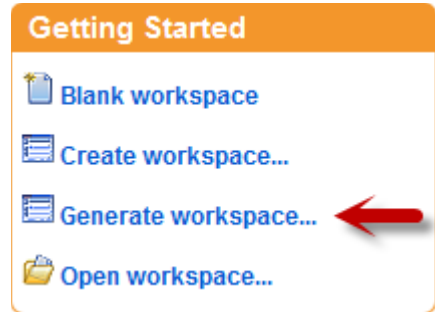 Getting Started
Blank workspace
Create workspace...
Generate workspace...
Open workspace...